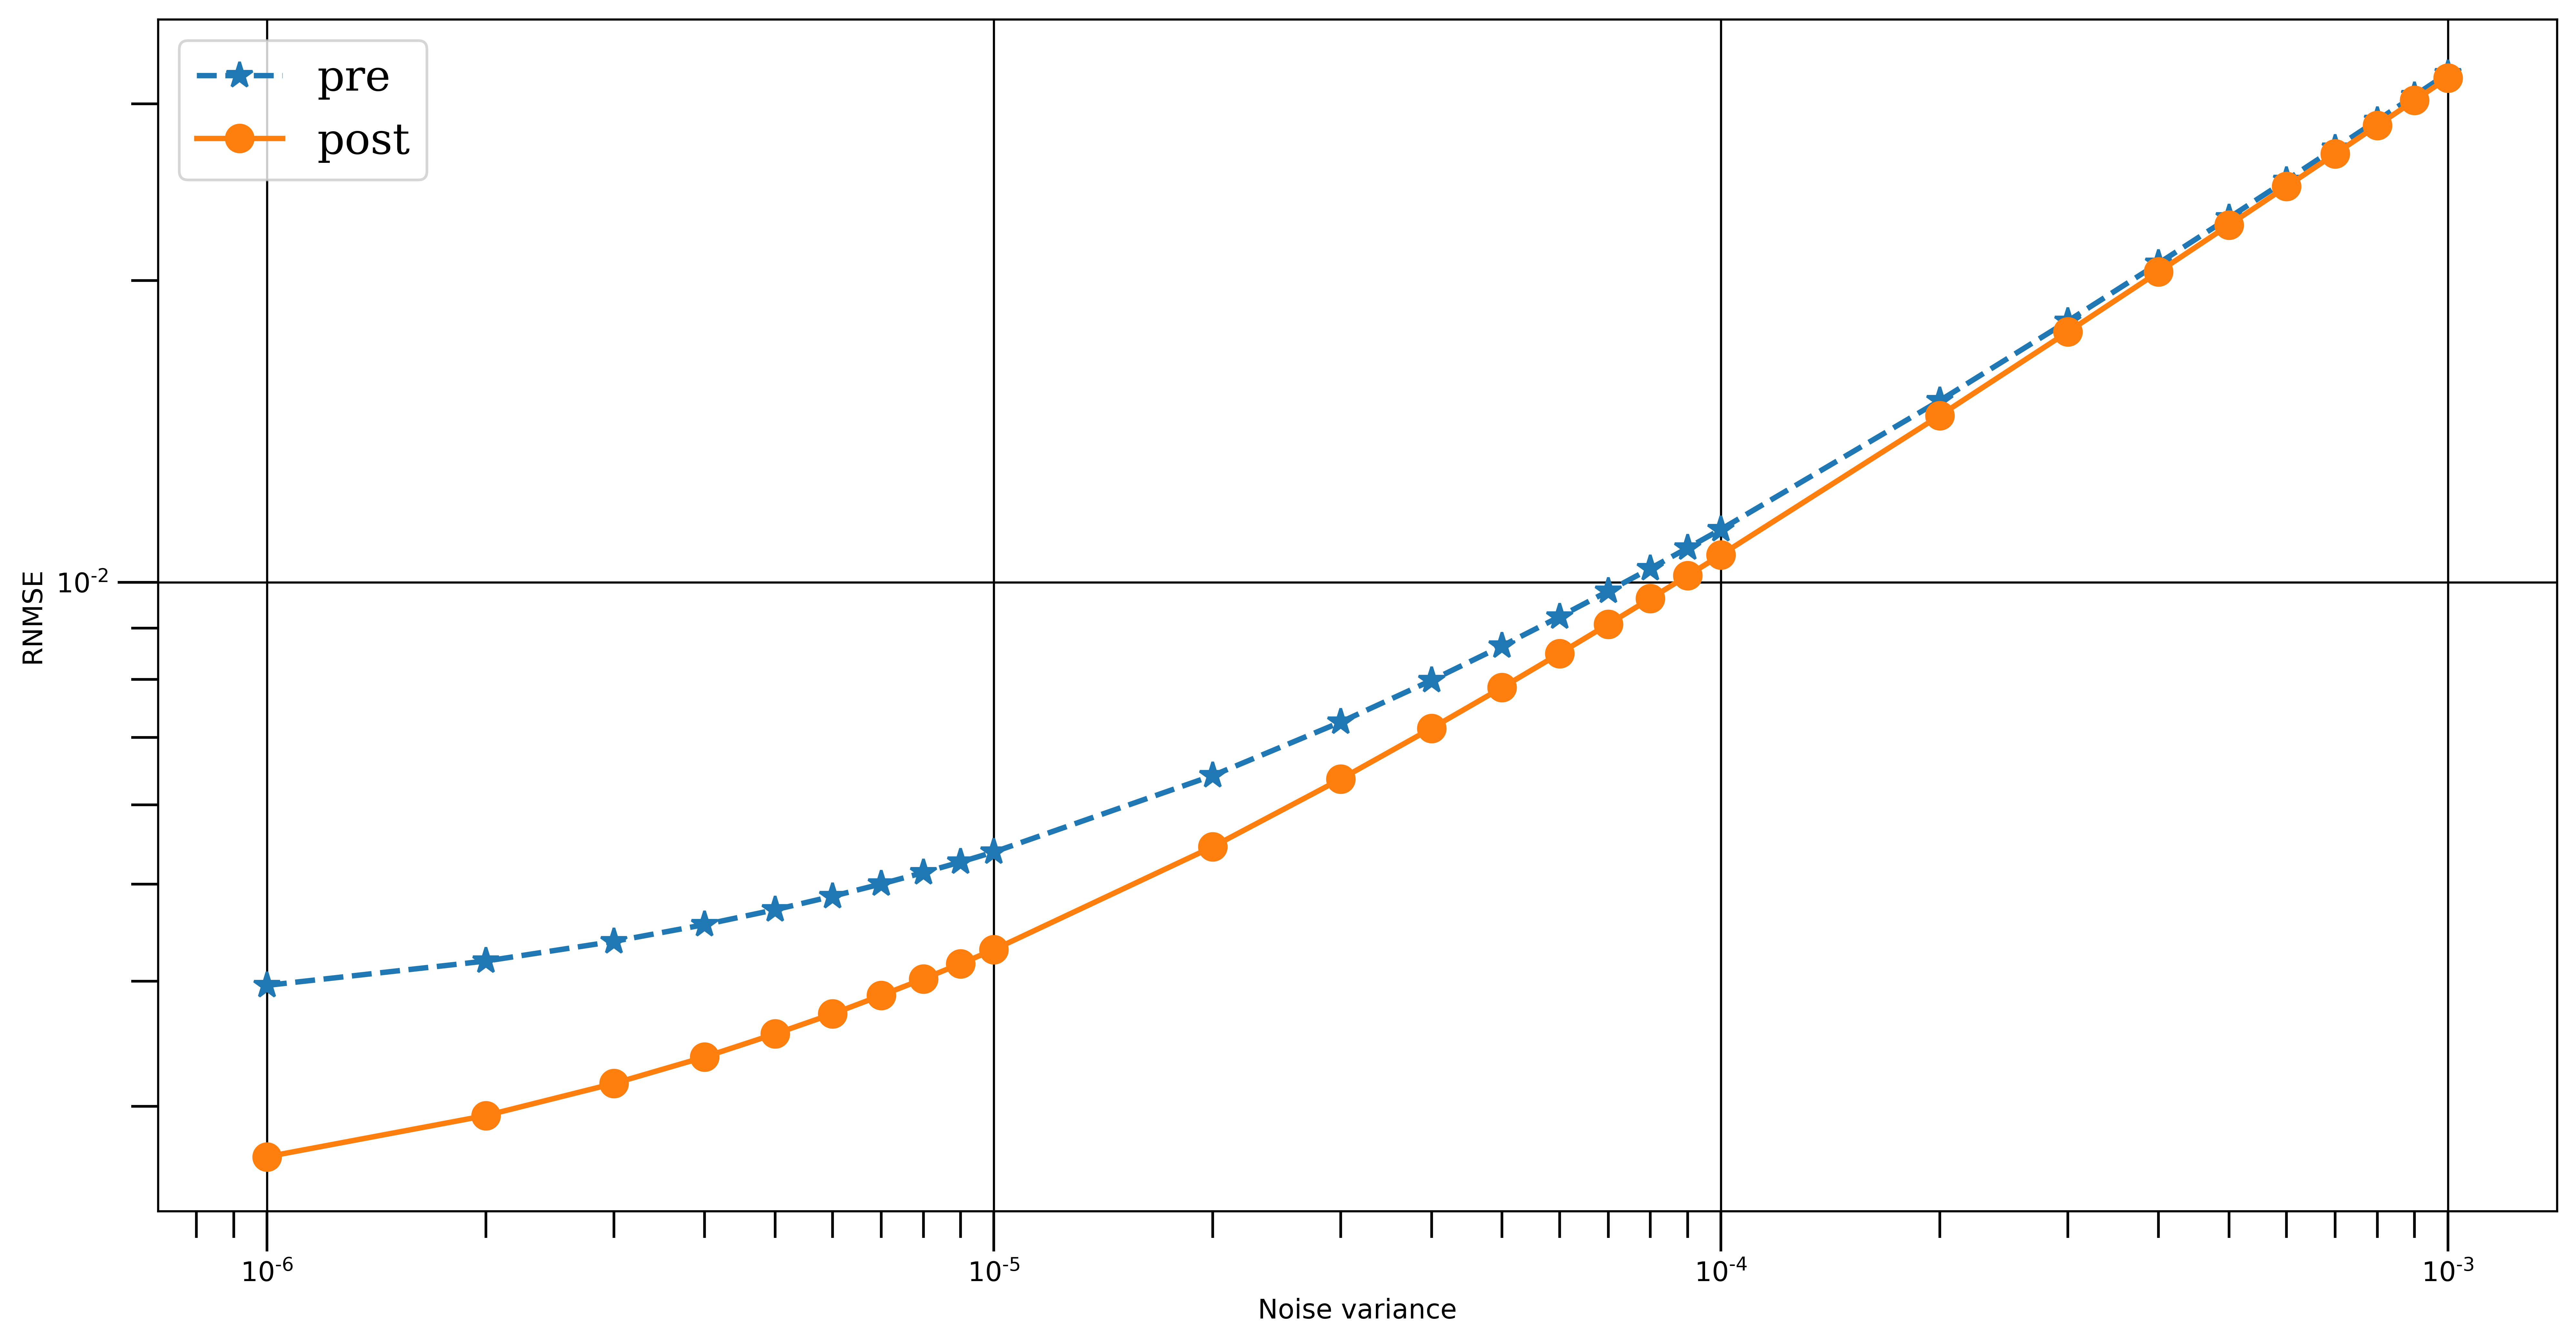 pre
post
RNMSE
10⁻²
10⁻⁶ 10⁻⁵ 10⁻⁴ 10⁻³
Noise variance